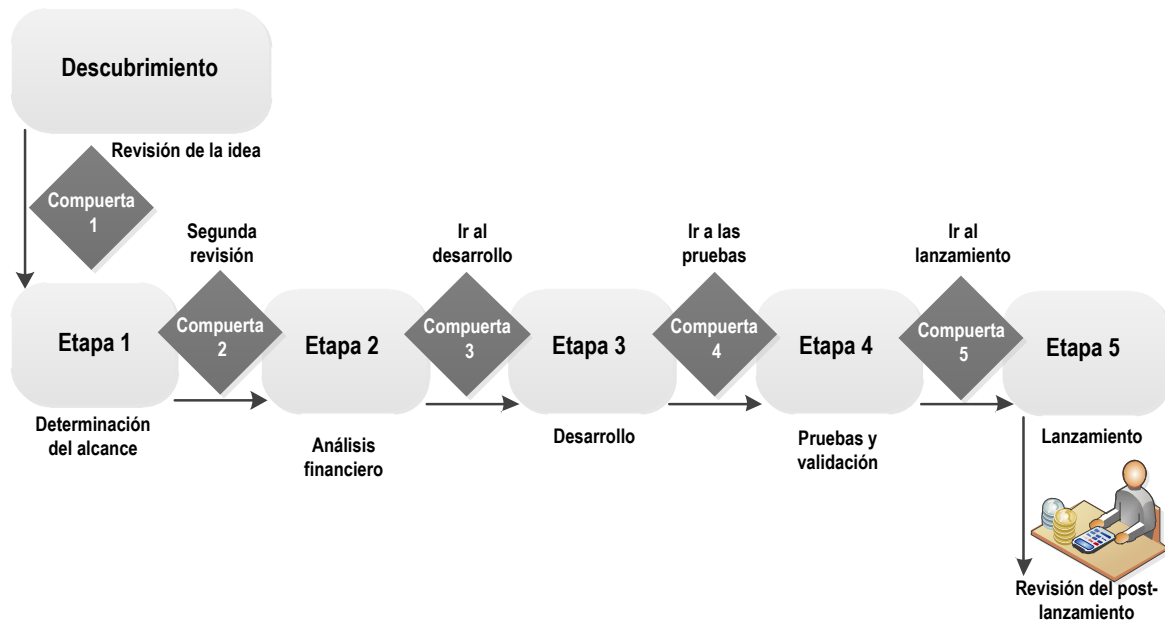 Descubrimiento
Revisión de la idea
Compuerta
1
Segunda
revisión
Ir al
desarrollo
Ir a las
pruebas
Ir al
lanzamiento
Etapa 1
Compuerta
2
Etapa 2
Compuerta
3
Etapa 3
Compuerta
4
Etapa 4
Compuerta
5
Etapa 5
Determinación
del alcance
Análisis
financiero
Desarrollo
Pruebas y
validación
Lanzamiento
Revisión del post-
lanzamiento